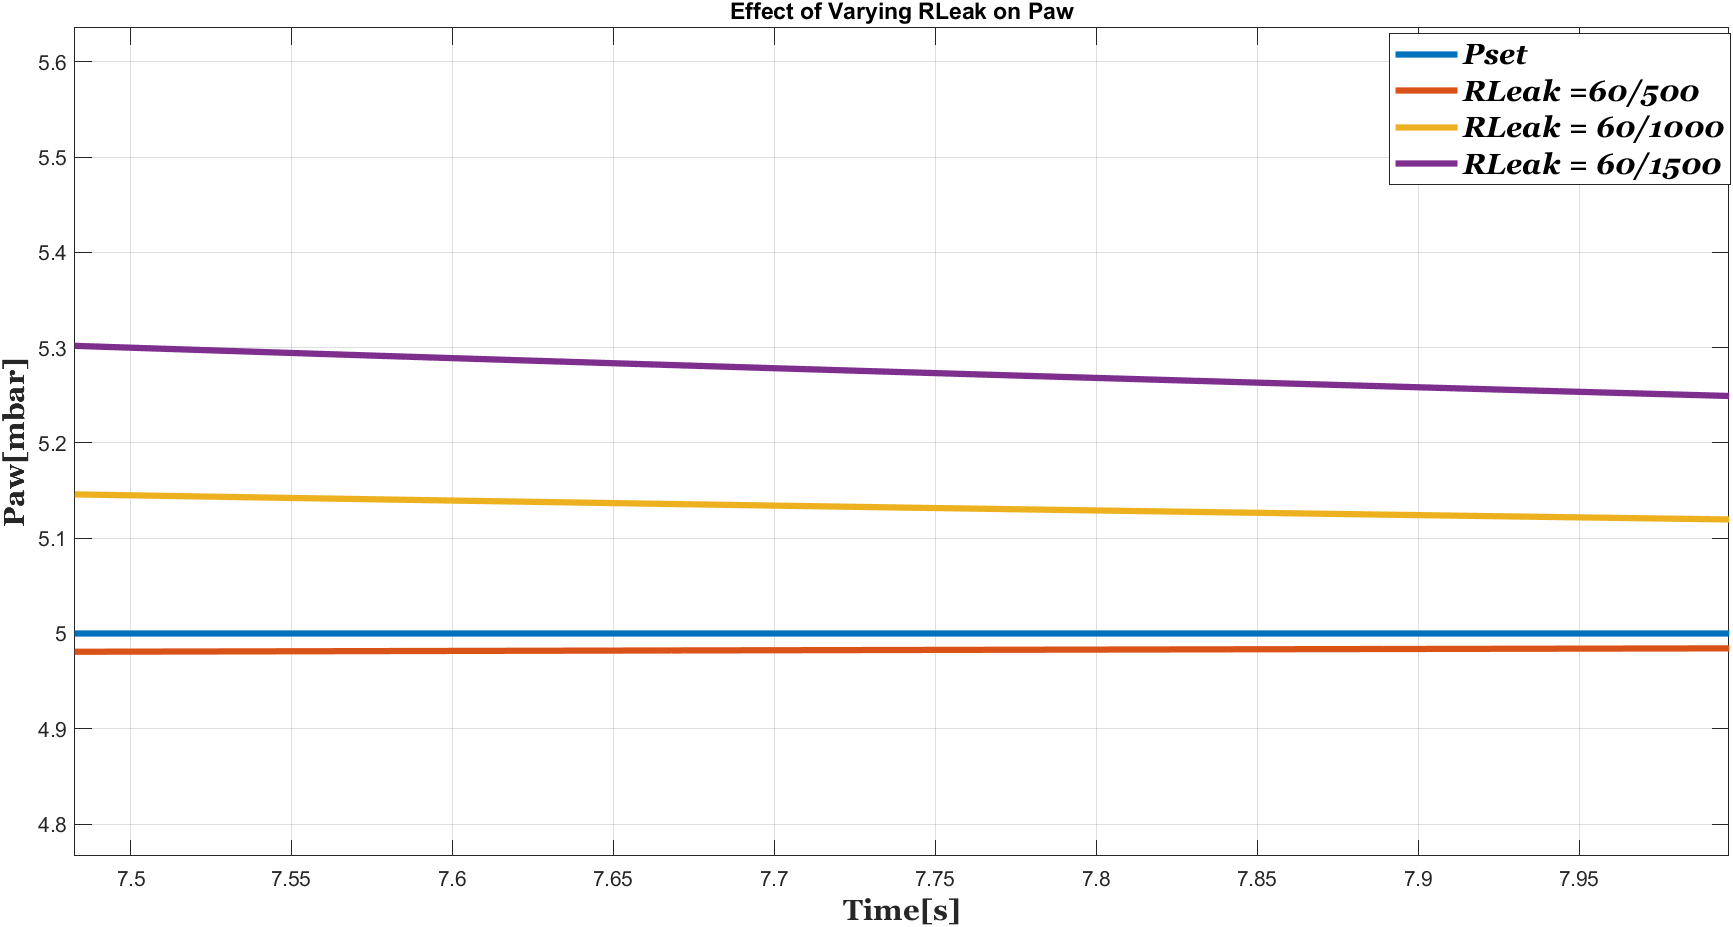 Effect of Varying RLeak on Paw
Pset
RLeak =60/500
RLeak = 60/1000
RLeak = 60/1500
Paw[mbar]
5.6
5.5
5.4
5.3
5.2
5.1
5
4.9
4.8
7.5 7.55 7.6 7.65 7.7 7.75 7.8 7.85 7.9 7.95
Time[s]